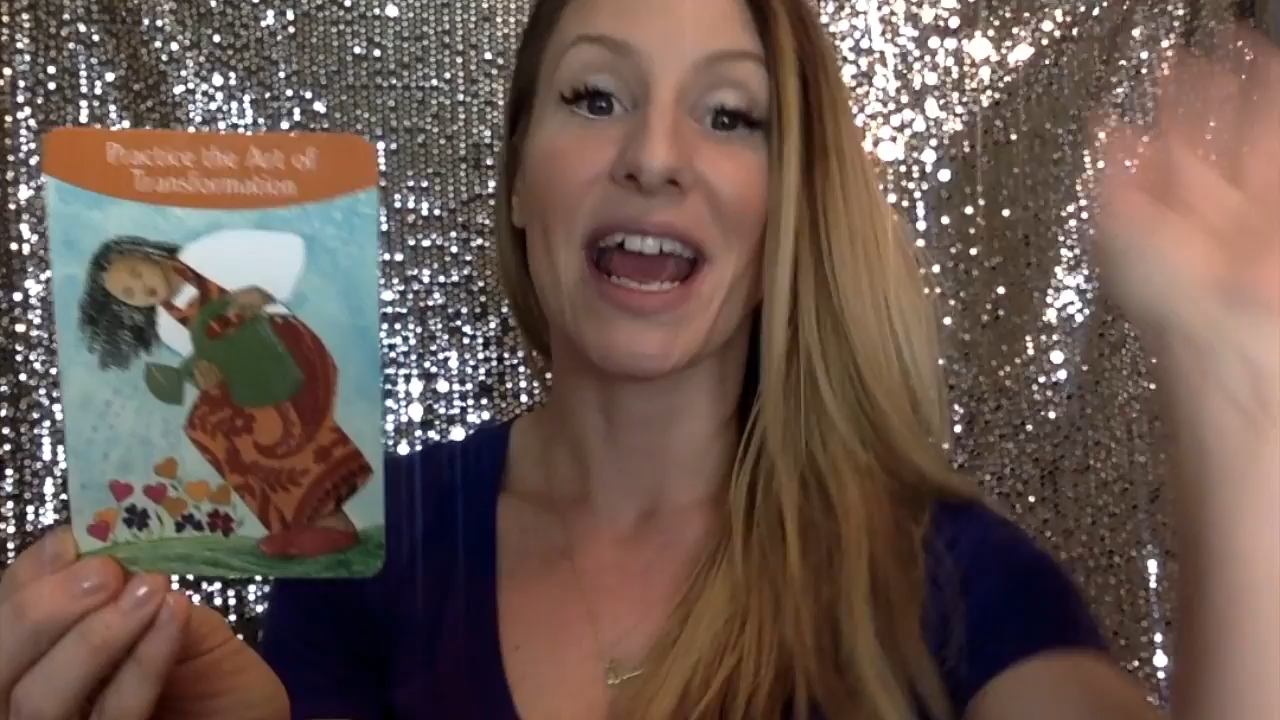 Practice the Art of
Transformation